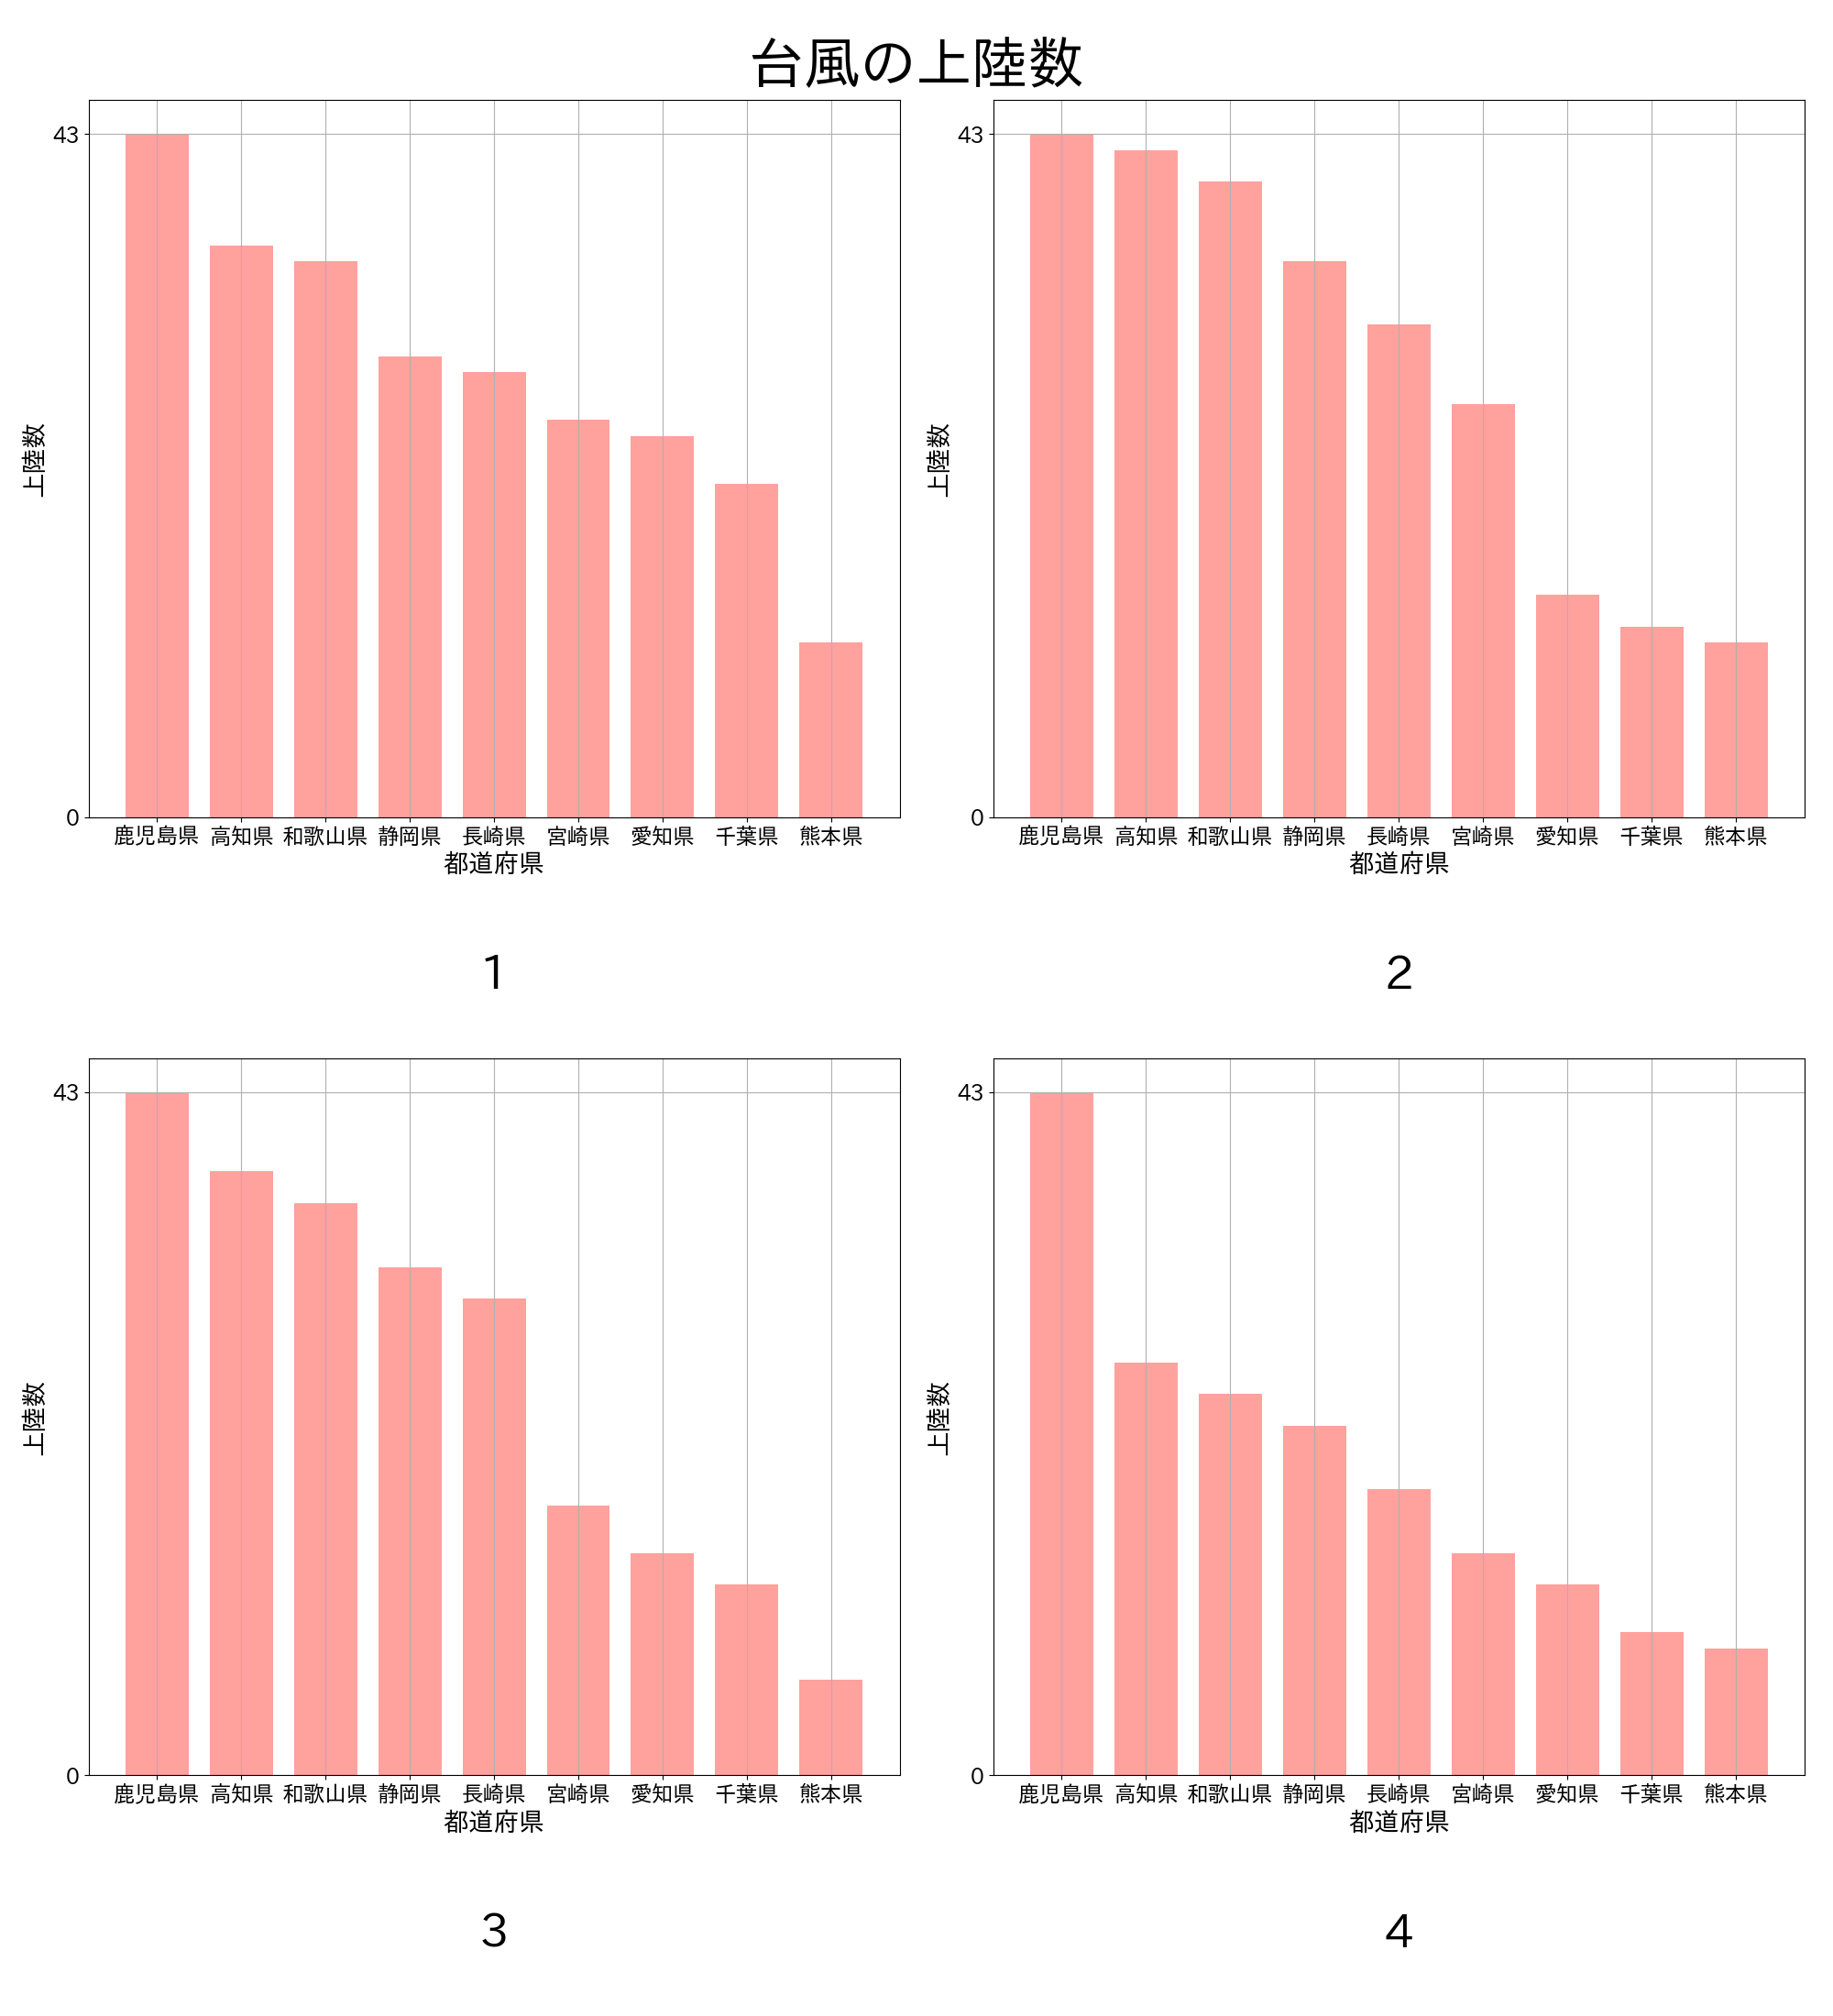 台風の上陸数
43
0
上陸数
鹿児島県 高知県 和歌山県 静岡県 長崎県 宮崎県 愛知県 千葉県 熊本県
都道府県
1
43
0
上陸数
鹿児島県 高知県 和歌山県 静岡県 長崎県 宮崎県 愛知県 千葉県 熊本県
都道府県
2
43
0
上陸数
鹿児島県 高知県 和歌山県 静岡県 長崎県 宮崎県 愛知県 千葉県 熊本県
都道府県
3
43
0
上陸数
鹿児島県 高知県 和歌山県 静岡県 長崎県 宮崎県 愛知県 千葉県 熊本県
都道府県
4